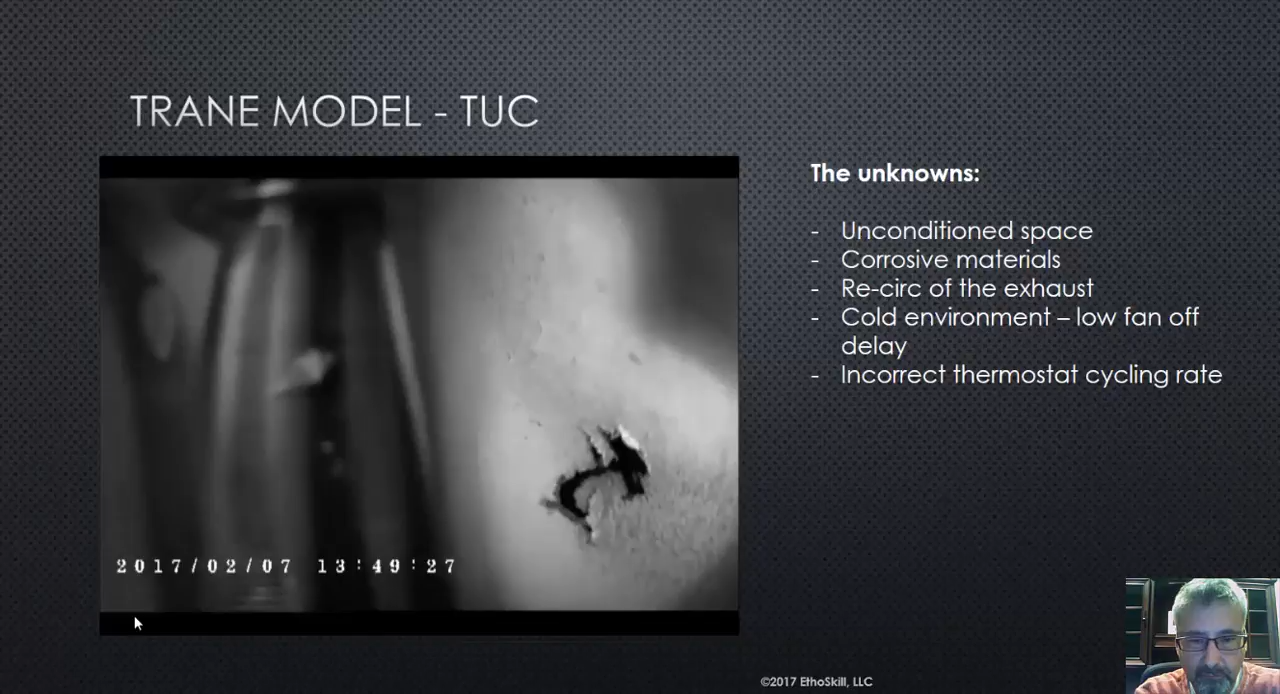 TRANE MODEL - TUC
The unknowns:
- Unconditioned space
- Corrosive materials
- Re-circ of the exhaust
- Cold environment – low fan off
delay
- Incorrect thermostat cycling rate
2017/02/07 13:49:27
©2017 EthoSkill, LLC